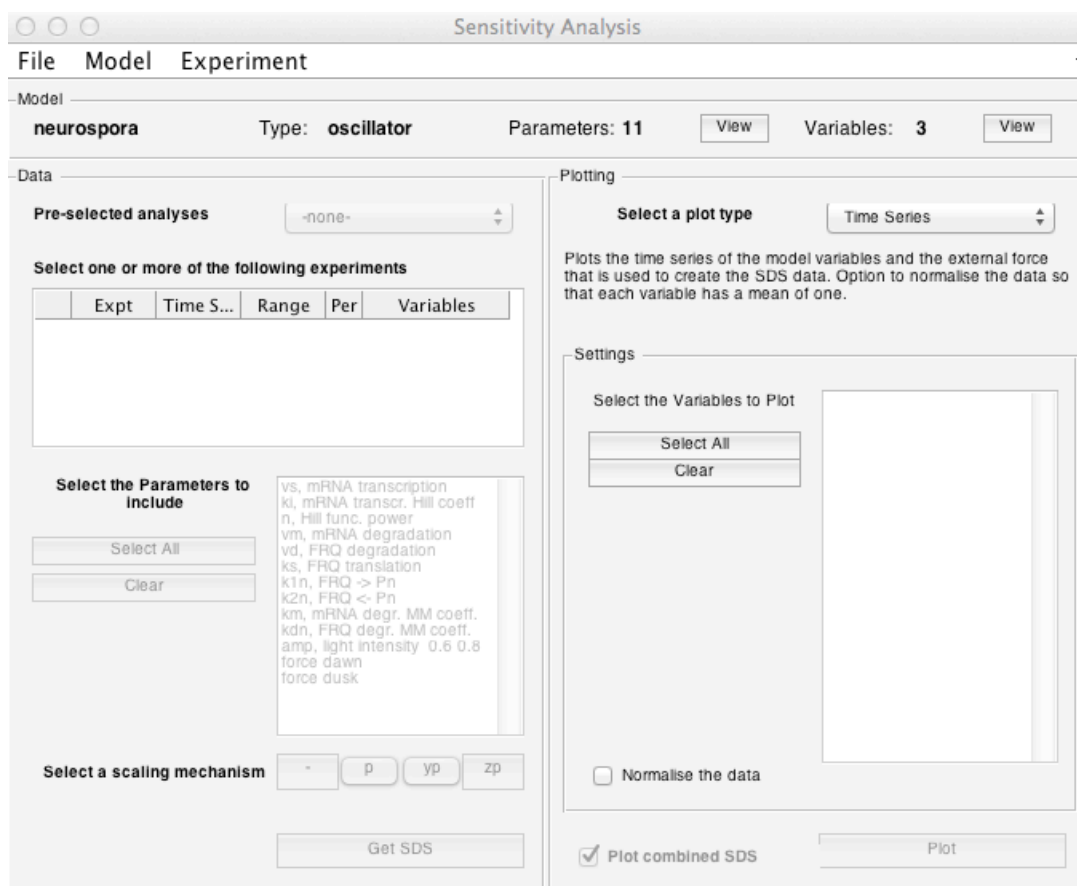 Sensitivity Analysis
File Model Experiment
Model
neurospora Type: oscillator Parameters: 11 View Variables: 3 View
Data
Pre-selected analyses -none-
Select one or more of the following experiments
Expt Time S... Range Per Variables
Select the Parameters to
include
Select All
Clear
vs, mRNA transcription
ki, mRNA transcr. Hill coeff
n, Hill func. power
vm, mRNA degradation
vd, FRQ degradation
ks, FRQ translation
k1n, FRQ -> Pn
k2n, FRQ <- Pn
km, mRNA degr. MM coeff.
kdn, FRQ degr. MM coeff.
amp, light intensity 0.6 0.8
force dawn
force dusk
Select a scaling mechanism - p yp zp
Get SDS
Plotting
Select a plot type Time Series
Plots the time series of the model variables and the external force
that is used to create the SDS data. Option to normalise the data so
that each variable has a mean of one.
Settings
Select the Variables to Plot
Select All
Clear
Normalise the data
Plot combined SDS Plot